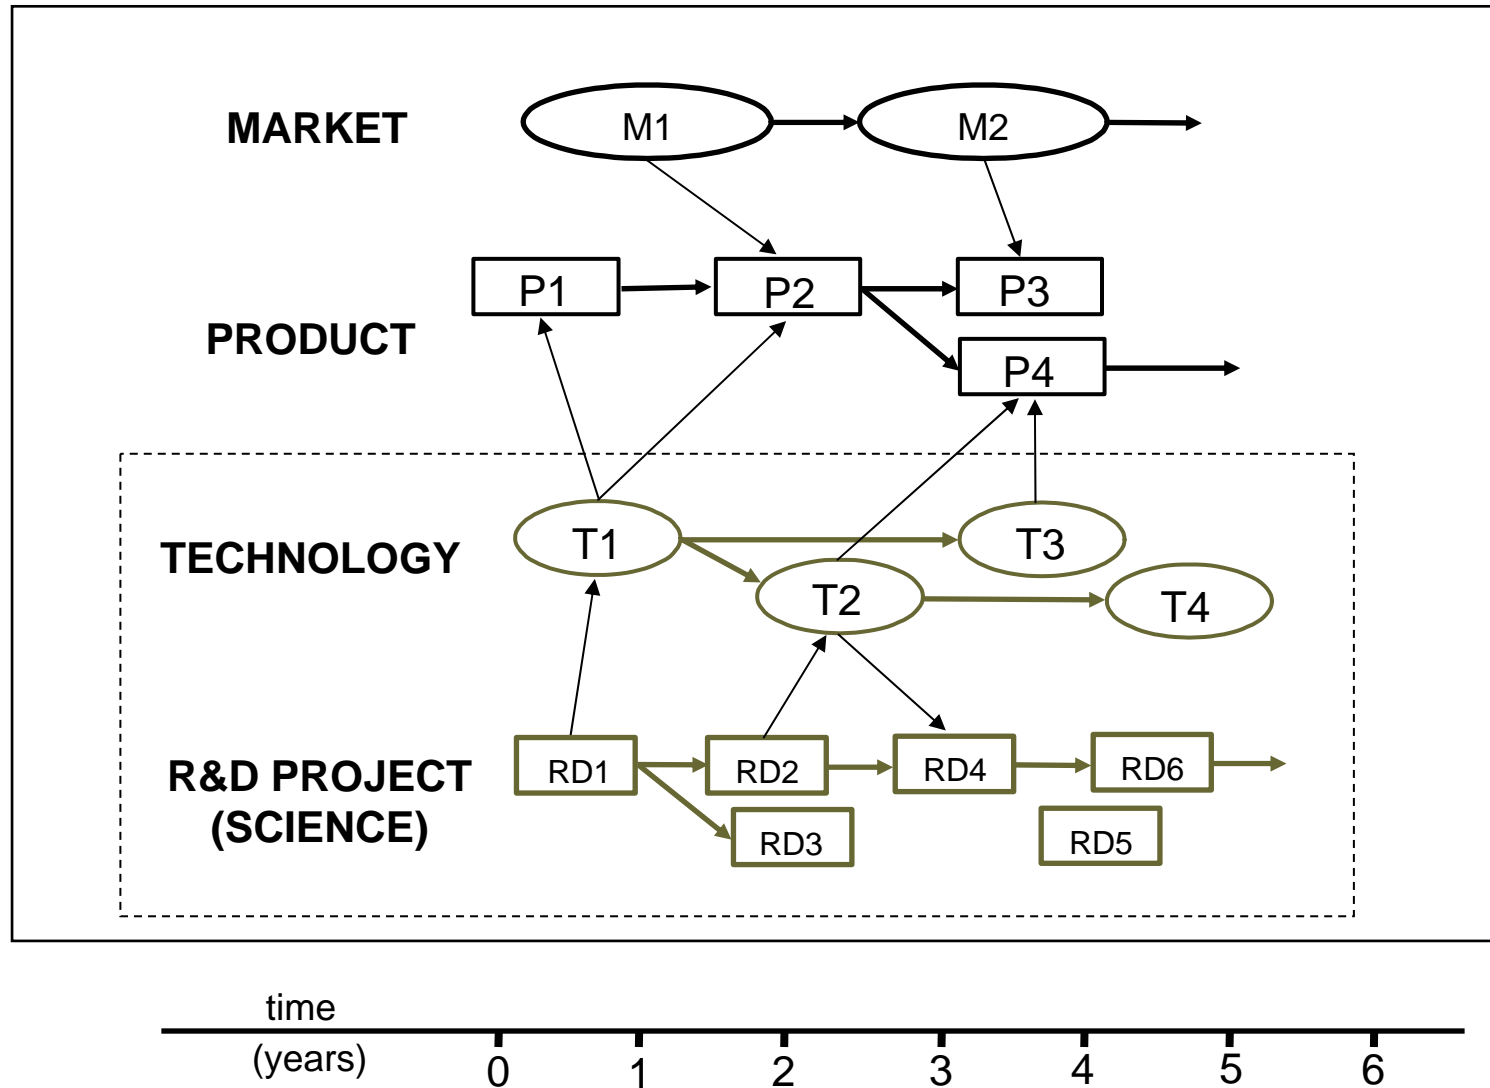 MARKET
M1
M2
PRODUCT
P1
P2
P3
P4
TECHNOLOGY
T1
T2
T3
T4
R&D PROJECT
(SCIENCE)
RD1
RD2
RD4
RD6
RD3
RD5
time
(years)
0 1 2 3 4 5 6